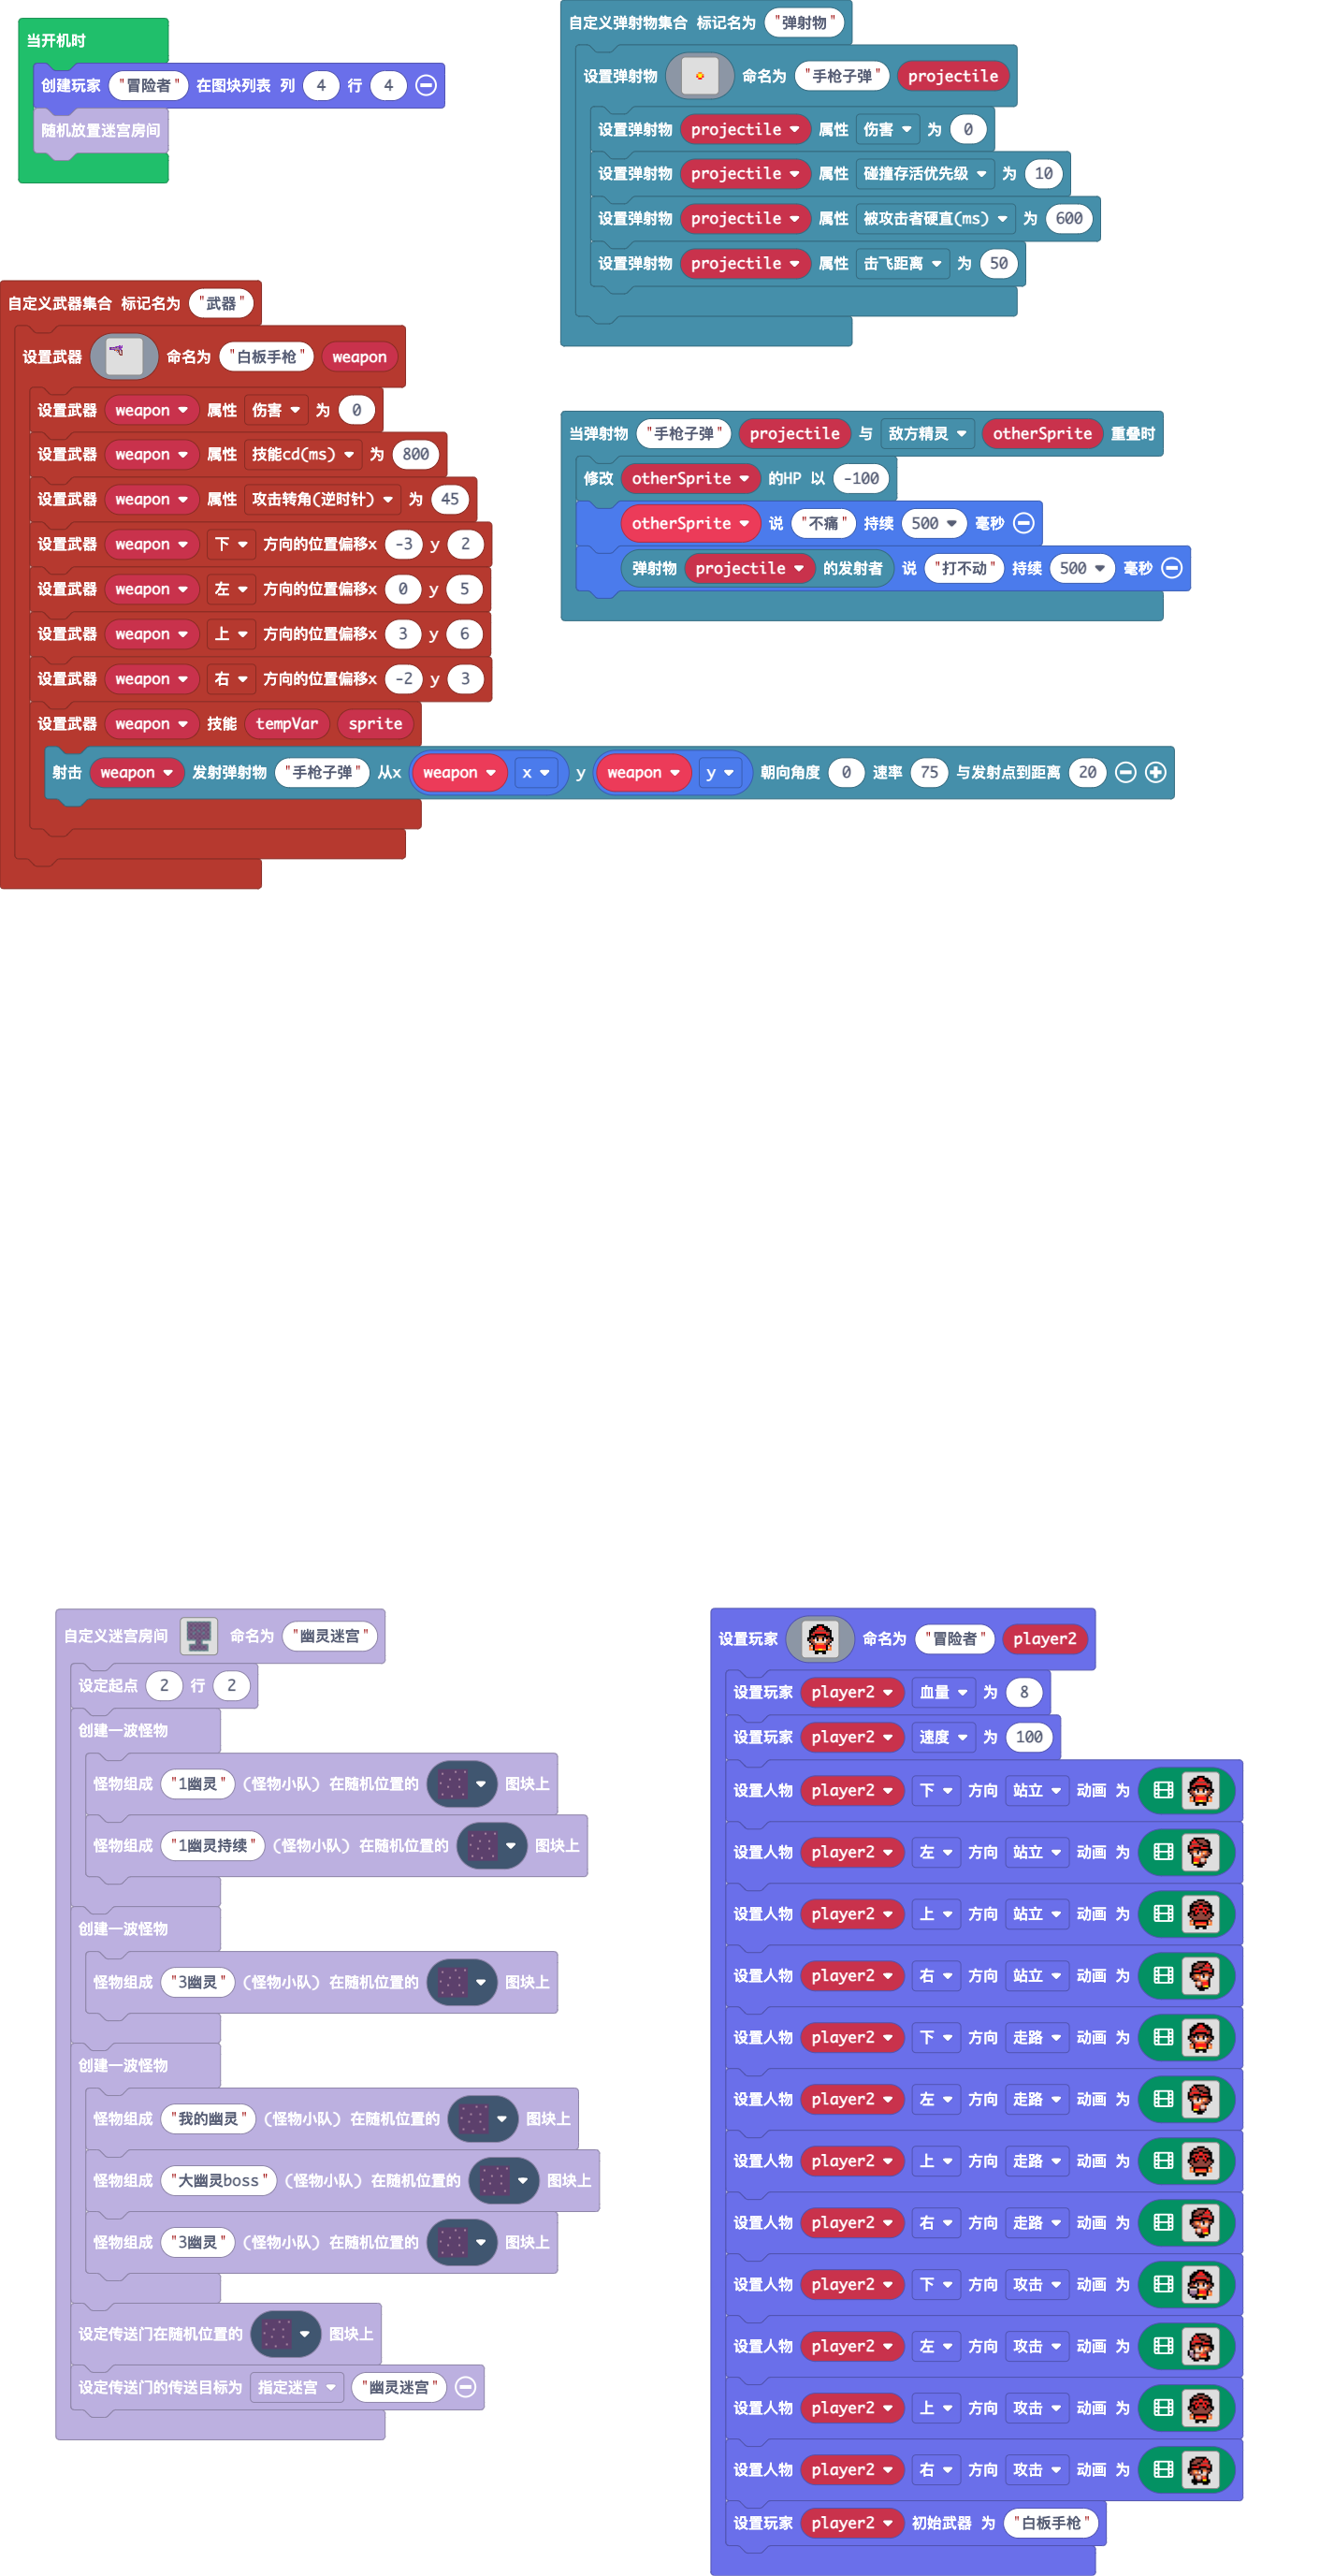 当开机时
创建玩家 "冒险者" 在图块列表 列 4 行 4
随机放置迷宫房间
自定义弹射物集合 标记名为 "弹射物"
设置弹射物 命名为 "手枪子弹" projectile
设置弹射物 projectile 属性 伤害 为 0
设置弹射物 projectile 属性 碰撞存活优先级 为 10
设置弹射物 projectile 属性 被攻击者硬直(ms) 为 600
设置弹射物 projectile 属性 击飞距离 为 50
自定义武器集合 标记名为 "武器"
设置武器 命名为 "白板手枪" weapon
设置武器 weapon 属性 伤害 为 0
设置武器 weapon 属性 技能cd(ms) 为 800
设置武器 weapon 属性 攻击转角(逆时针) 为 45
设置武器 weapon 下 方向的位置偏移x -3 y 2
设置武器 weapon 左 方向的位置偏移x 0 y 5
设置武器 weapon 上 方向的位置偏移x 3 y 6
设置武器 weapon 右 方向的位置偏移x -2 y 3
设置武器 weapon 技能 tempVar sprite
射击 weapon 发射弹射物 "手枪子弹" 从x weapon x y weapon y 朝向角度 0 速率 75 与发射点到距离 20
当弹射物 "手枪子弹" projectile 与 敌方精灵 otherSprite 重叠时
修改 otherSprite 的HP 以 -100
otherSprite 说 "不痛" 持续 500 毫秒
弹射物 projectile 的发射者 说 "打不动" 持续 500 毫秒
自定义迷宫房间 命名为 "幽灵迷宫"
设定起点 2 行 2
创建一波怪物
怪物组成 "1幽灵" (怪物小队) 在随机位置的 图块上
怪物组成 "1幽灵持续" (怪物小队) 在随机位置的 图块上
创建一波怪物
怪物组成 "3幽灵" (怪物小队) 在随机位置的 图块上
创建一波怪物
怪物组成 "我的幽灵" (怪物小队) 在随机位置的 图块上
怪物组成 "大幽灵boss" (怪物小队) 在随机位置的 图块上
怪物组成 "3幽灵" (怪物小队) 在随机位置的 图块上
设定传送门在随机位置的 图块上
设定传送门的传送目标为 指定迷宫 "幽灵迷宫"
设置玩家 命名为 "冒险者" player2
设置玩家 player2 血量 为 8
设置玩家 player2 速度 为 100
设置人物 player2 下 方向 站立 动画 为
设置人物 player2 左 方向 站立 动画 为
设置人物 player2 上 方向 站立 动画 为
设置人物 player2 右 方向 站立 动画 为
设置人物 player2 下 方向 走路 动画 为
设置人物 player2 左 方向 走路 动画 为
设置人物 player2 上 方向 走路 动画 为
设置人物 player2 右 方向 走路 动画 为
设置人物 player2 下 方向 攻击 动画 为
设置人物 player2 左 方向 攻击 动画 为
设置人物 player2 上 方向 攻击 动画 为
设置人物 player2 右 方向 攻击 动画 为
设置玩家 player2 初始武器 为 "白板手枪"